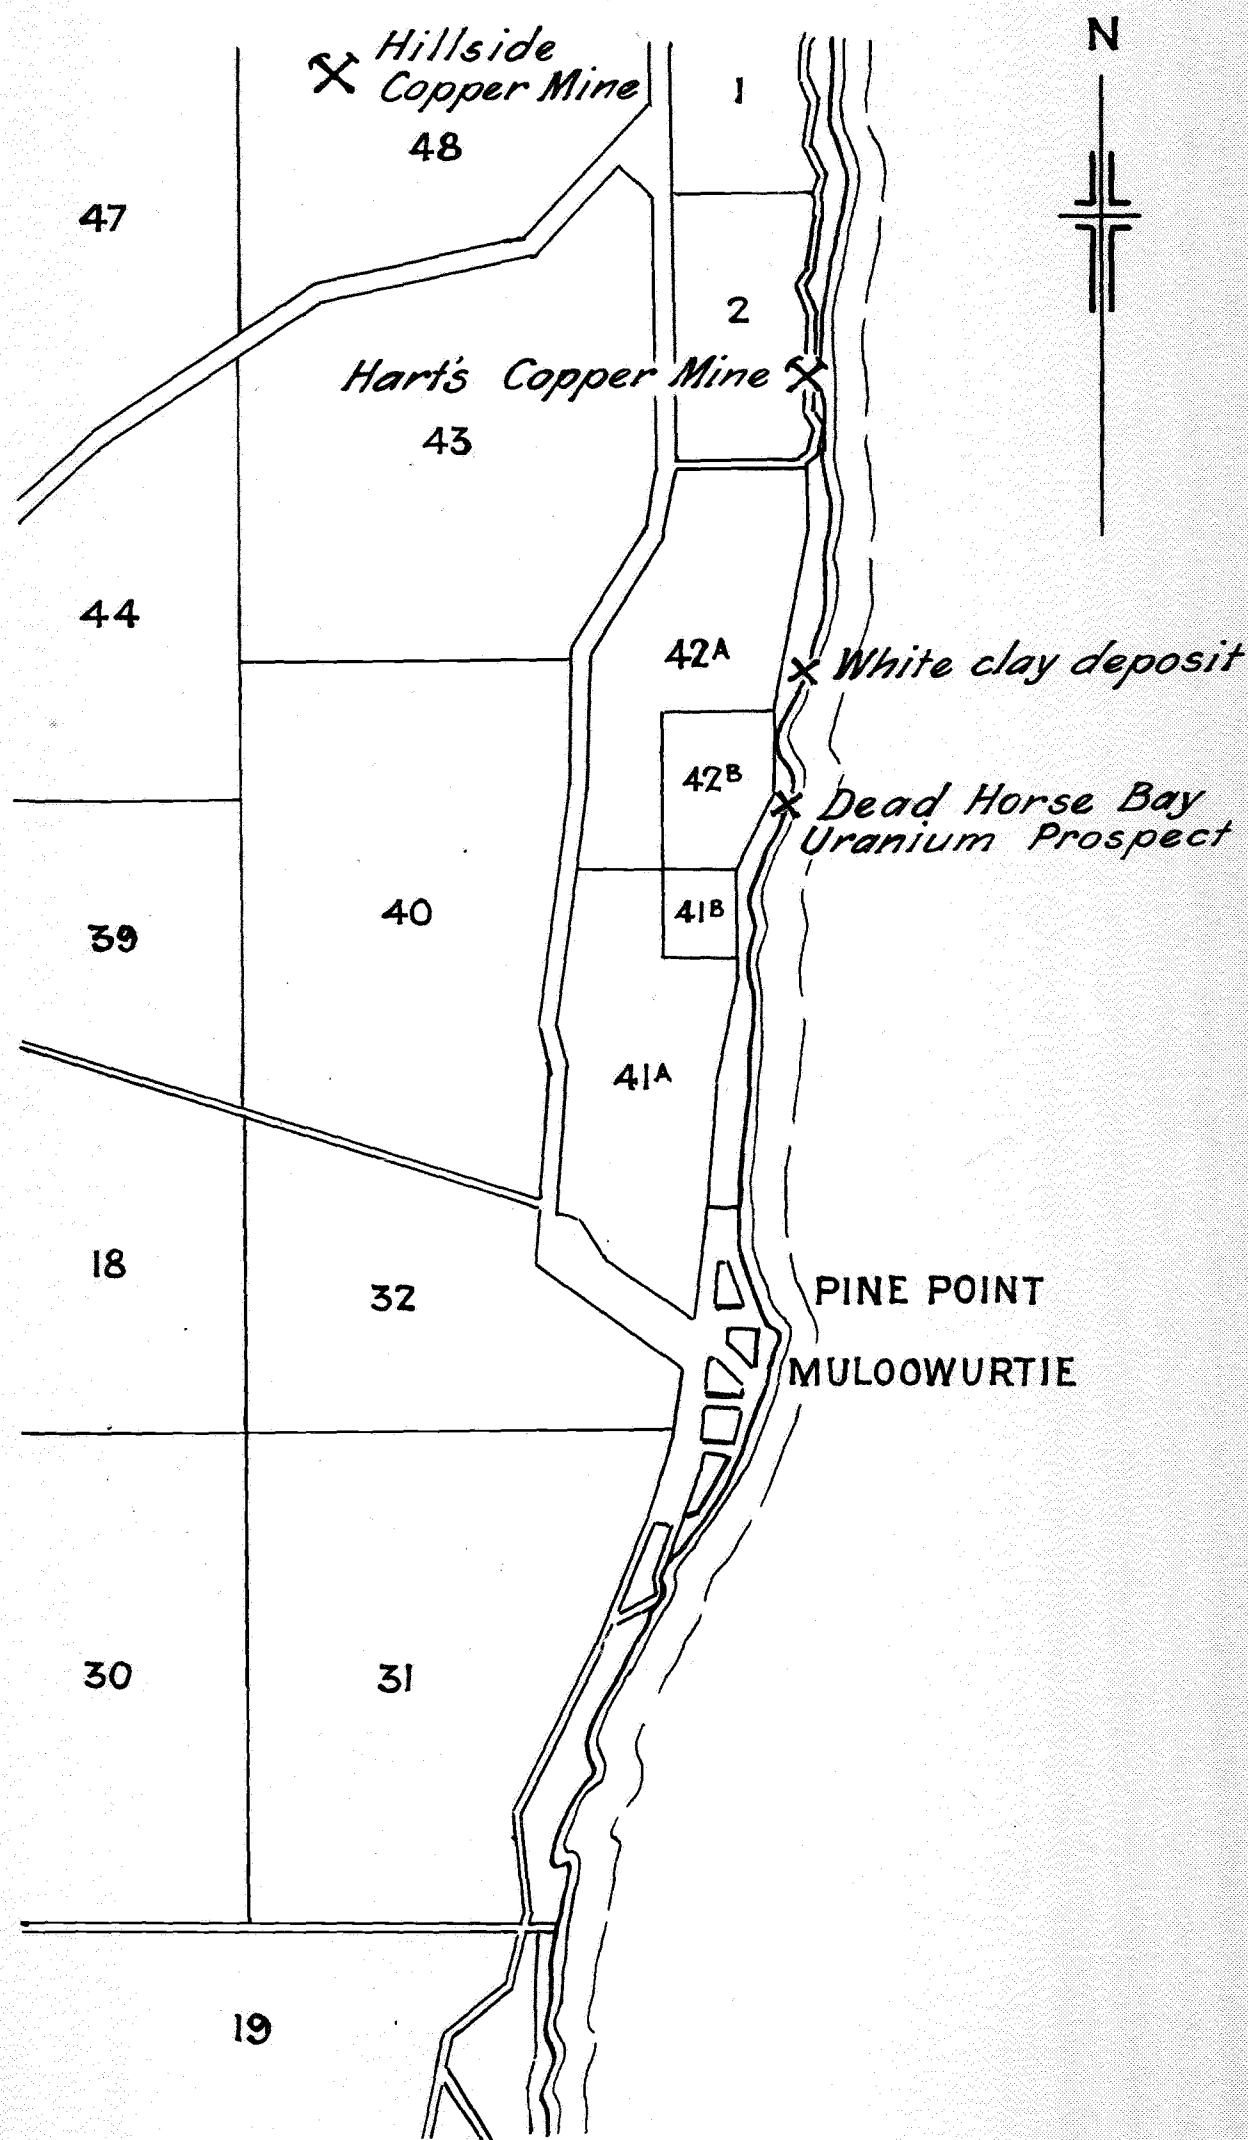 N
Hillside
Copper Mine
1
48
47
2
Hart's Copper Mine
43
44
42A
White clay deposit
42B
Dead Horse Bay
Uranium Prospect
40
41B
39
41A
18
32
PINE POINT
MULOOWURTIE
30
31
19